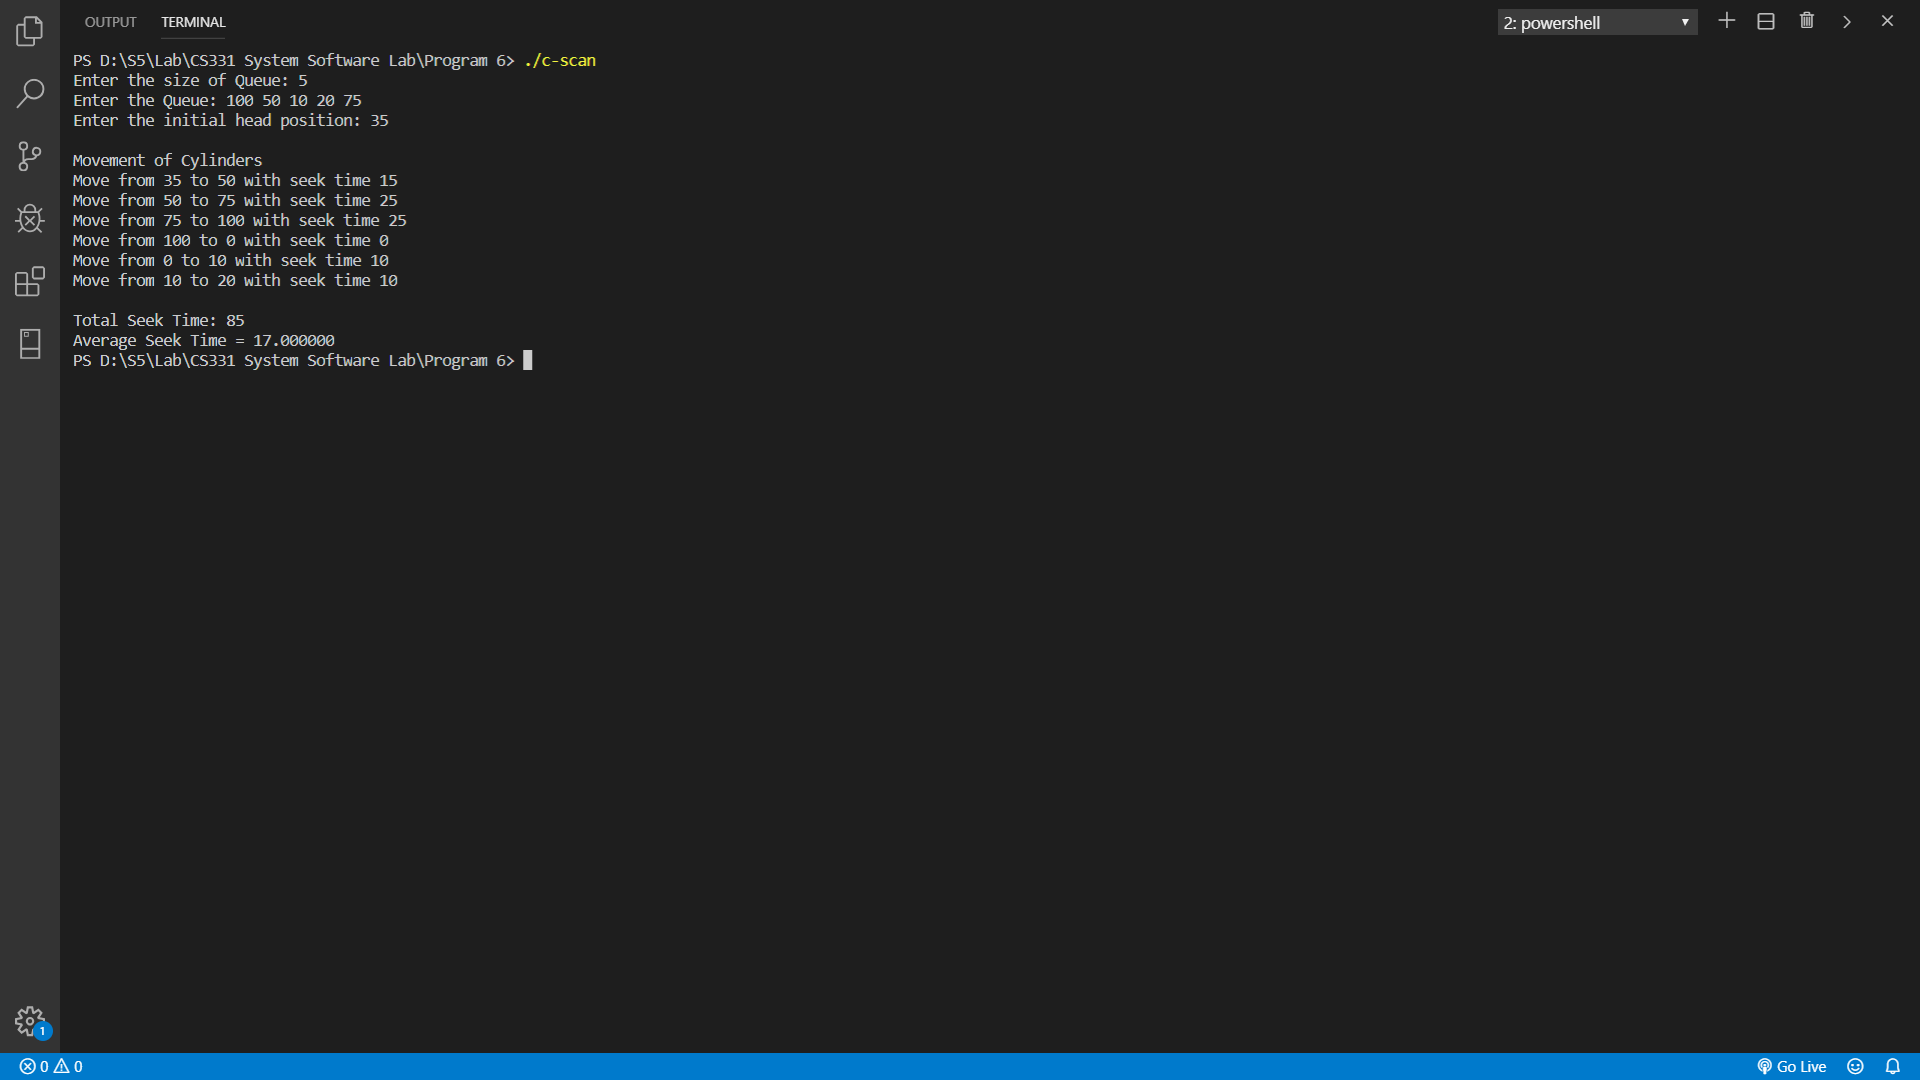 OUTPUT TERMINAL 2: powershell
PS D:\S5\Lab\CS331 System Software Lab\Program 6> ./c-scan
Enter the size of Queue: 5
Enter the Queue: 100 50 10 20 75
Enter the initial head position: 35
Movement of Cylinders
Move from 35 to 50 with seek time 15
Move from 50 to 75 with seek time 25
Move from 75 to 100 with seek time 25
Move from 100 to 0 with seek time 0
Move from 0 to 10 with seek time 10
Move from 10 to 20 with seek time 10
Total Seek Time: 85
Average Seek Time = 17.000000
PS D:\S5\Lab\CS331 System Software Lab\Program 6>
1
0 0 Go Live